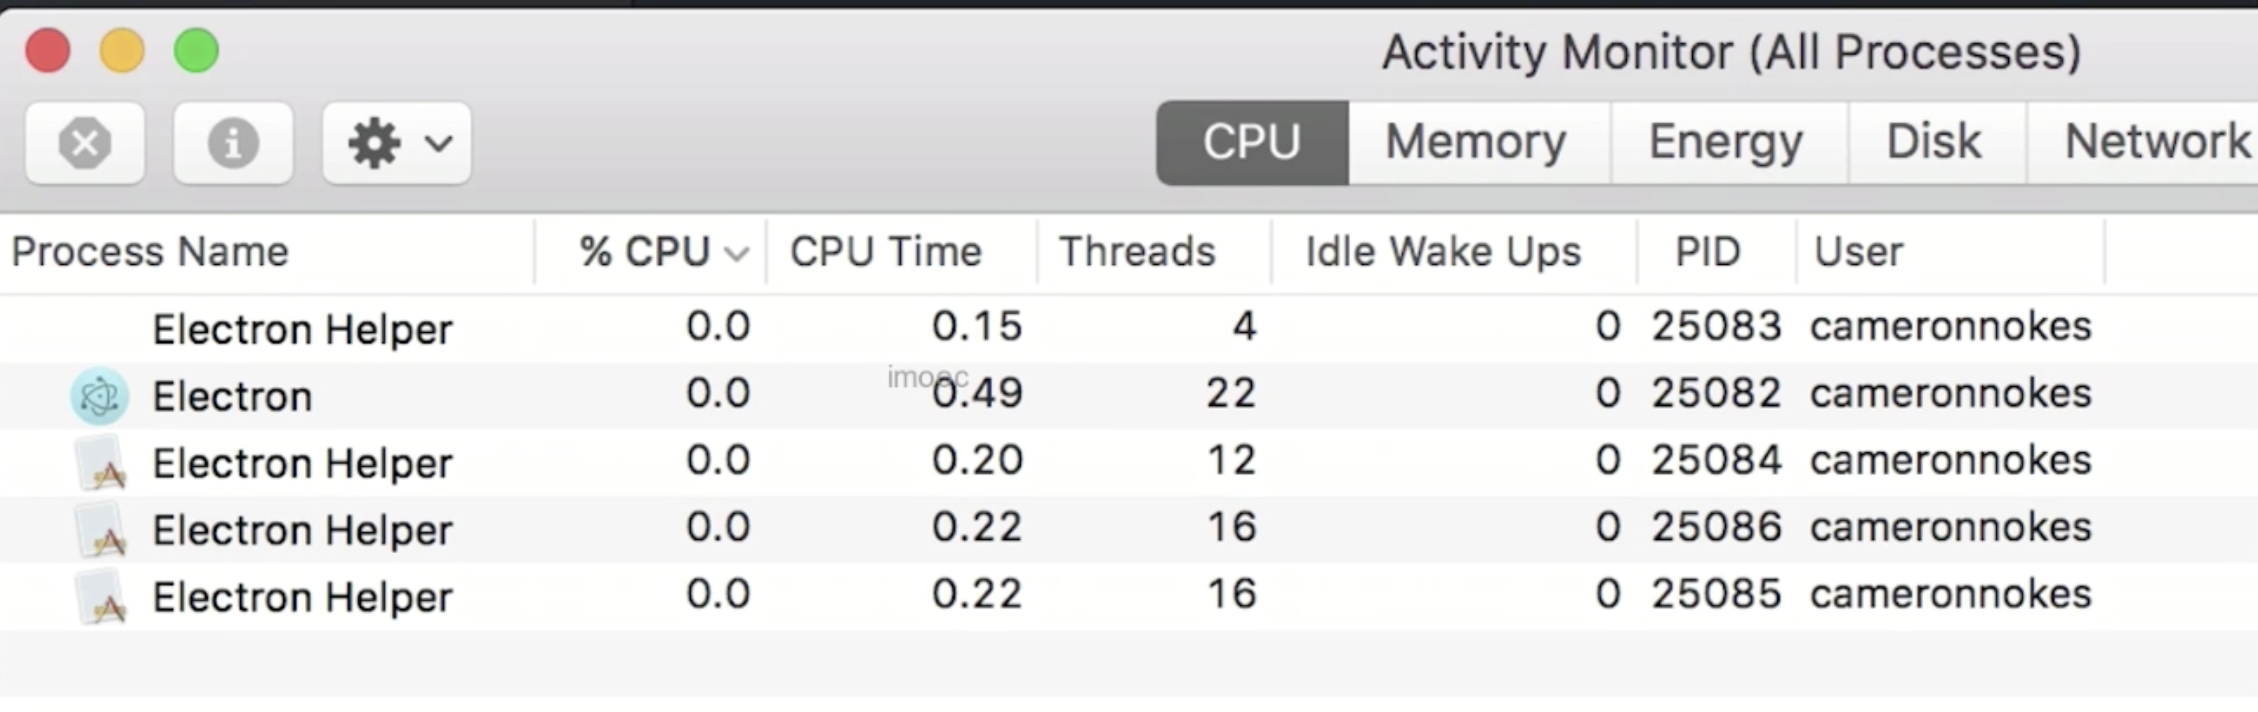 Activity Monitor (All Processes)
CPU Memory Energy Disk Network
Process Name % CPU CPU Time Threads Idle Wake Ups PID User
Electron Helper 0.0 0.15 4 0 25083 cameronnokes
imooc
Electron 0.0 0.49 22 0 25082 cameronnokes
Electron Helper 0.0 0.20 12 0 25084 cameronnokes
Electron Helper 0.0 0.22 16 0 25086 cameronnokes
Electron Helper 0.0 0.22 16 0 25085 cameronnokes